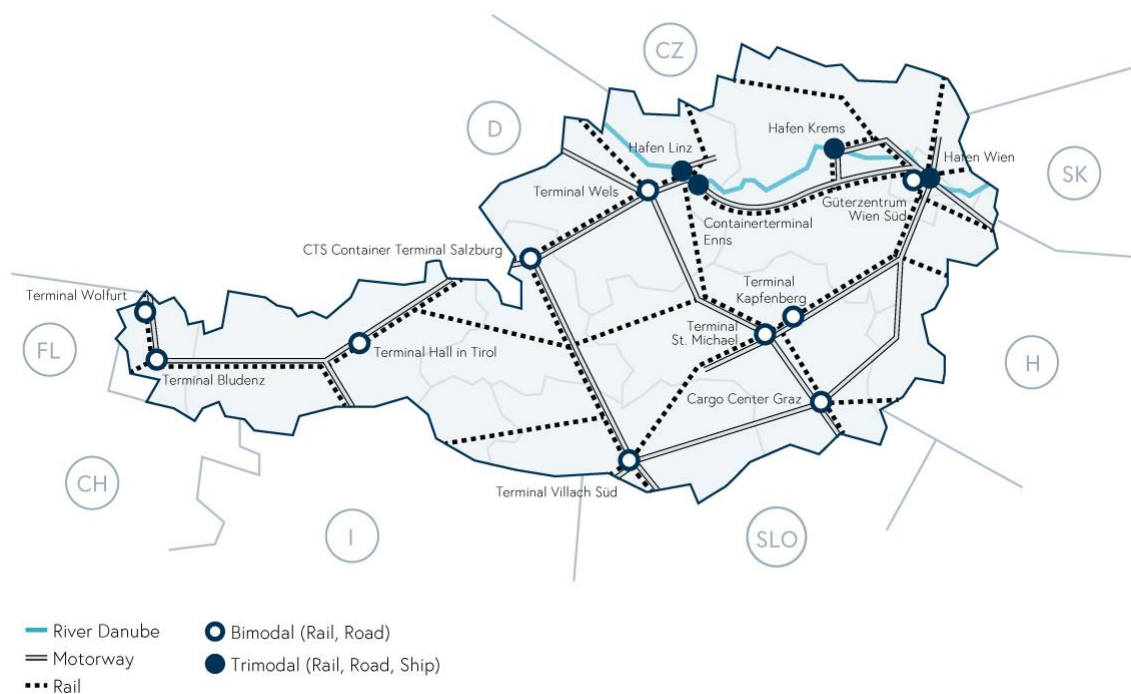 CZ
D
Hafen Krems
Hafen Linz
Hafen Wien
SK
Terminal Wels
Güterzentrum
Wien Süd
Containerterminal
Enns
CTS Container Terminal Salzburg
Terminal
Kapfenberg
Terminal Wolfurt
Terminal
St. Michael
FL
Terminal Hall in Tirol
H
Terminal Bludenz
Cargo Center Graz
CH
Terminal Villach Süd
I
SLO
River Danube
Motorway
Rail
Bimodal (Rail, Road)
Trimodal (Rail, Road, Ship)